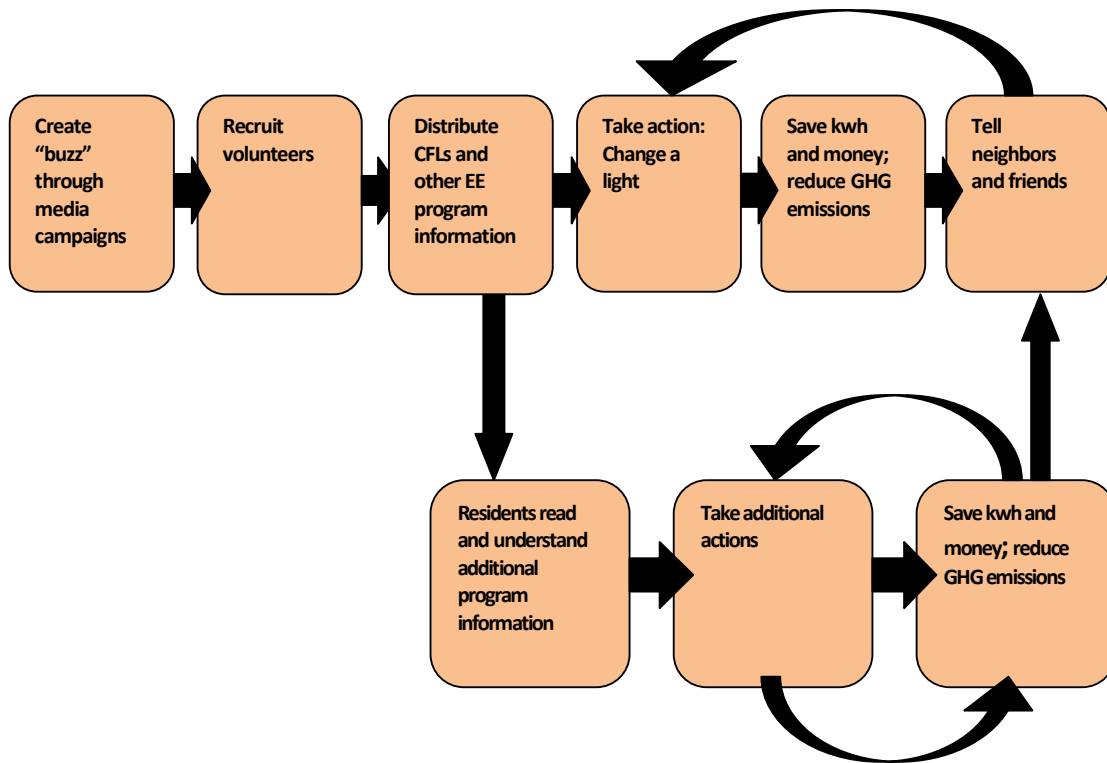 Create
“buzz”
through
media
campaigns
Recruit
volunteers
Distribute
CFLs and
other EE
program
information
Take action:
Change a
light
Save kwh
and money;
reduce GHG
emissions
Tell
neighbors
and friends
Residents read
and understand
additional
program
information
Take additional
actions
Save kwh and
money; reduce
GHG emissions